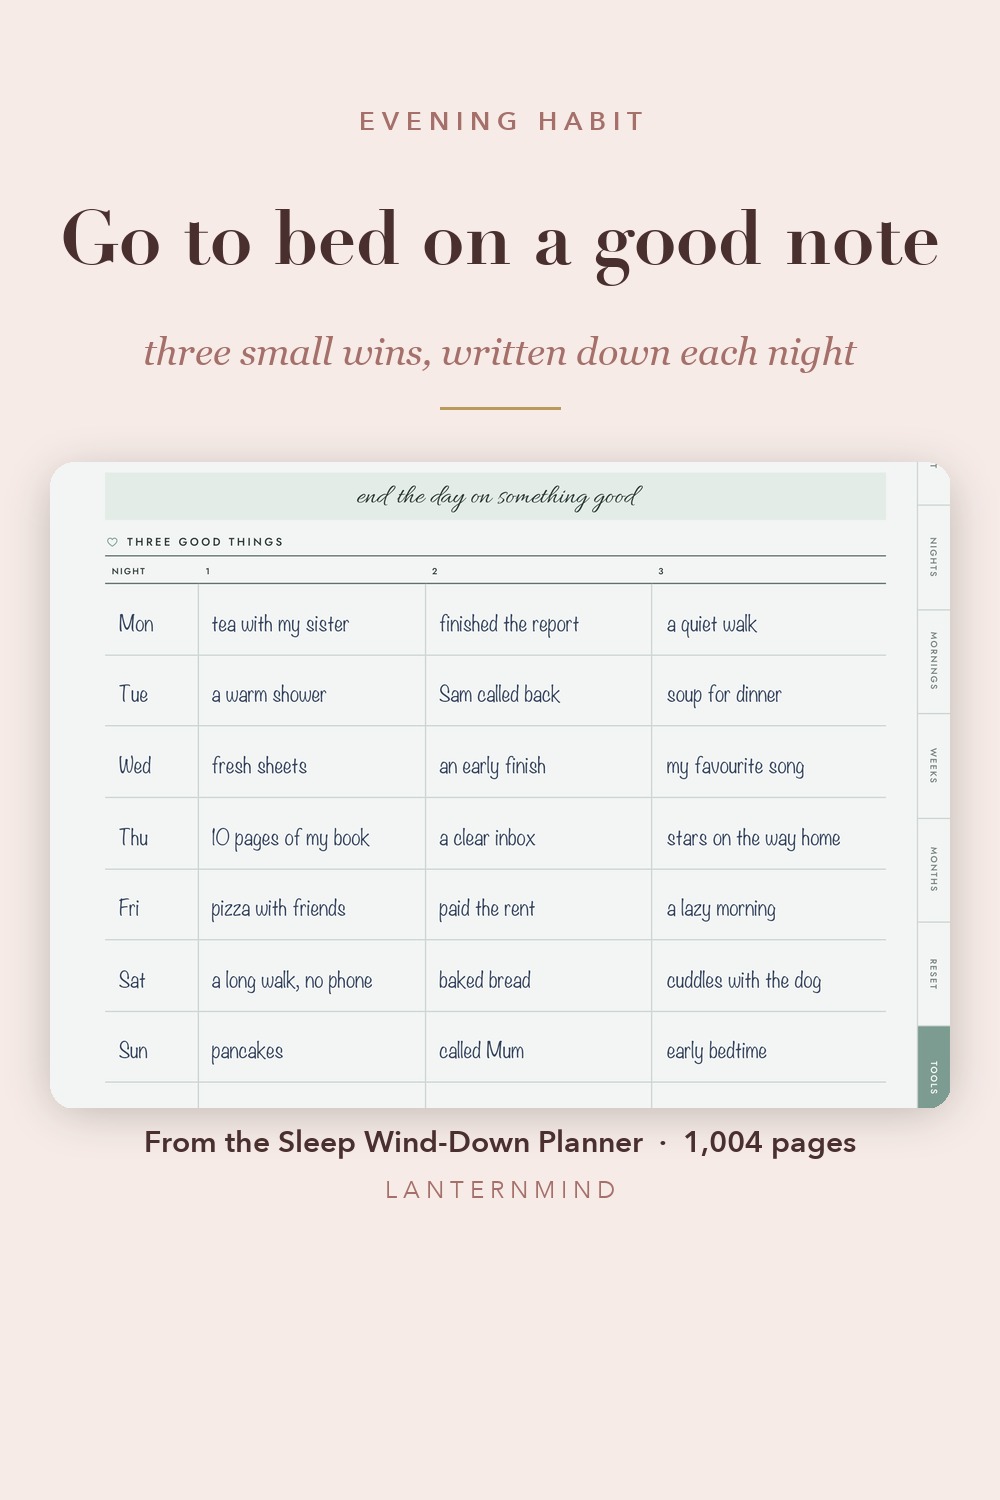 EVENING HABIT
Go to bed on a good note
three small wins, written down each night
end the day on something good
♡ THREE GOOD THINGS
NIGHT 1 2 3
Mon tea with my sister finished the report a quiet walk
Tue a warm shower Sam called back soup for dinner
Wed fresh sheets an early finish my favourite song
Thu 10 pages of my book a clear inbox stars on the way home
Fri pizza with friends paid the rent a lazy morning
Sat a long walk, no phone baked bread cuddles with the dog
Sun pancakes called Mum early bedtime
NIGHTS
MORNINGS
WEEKS
MONTHS
RESET
TOOLS
From the Sleep Wind-Down Planner · 1,004 pages
LANTERNMIND